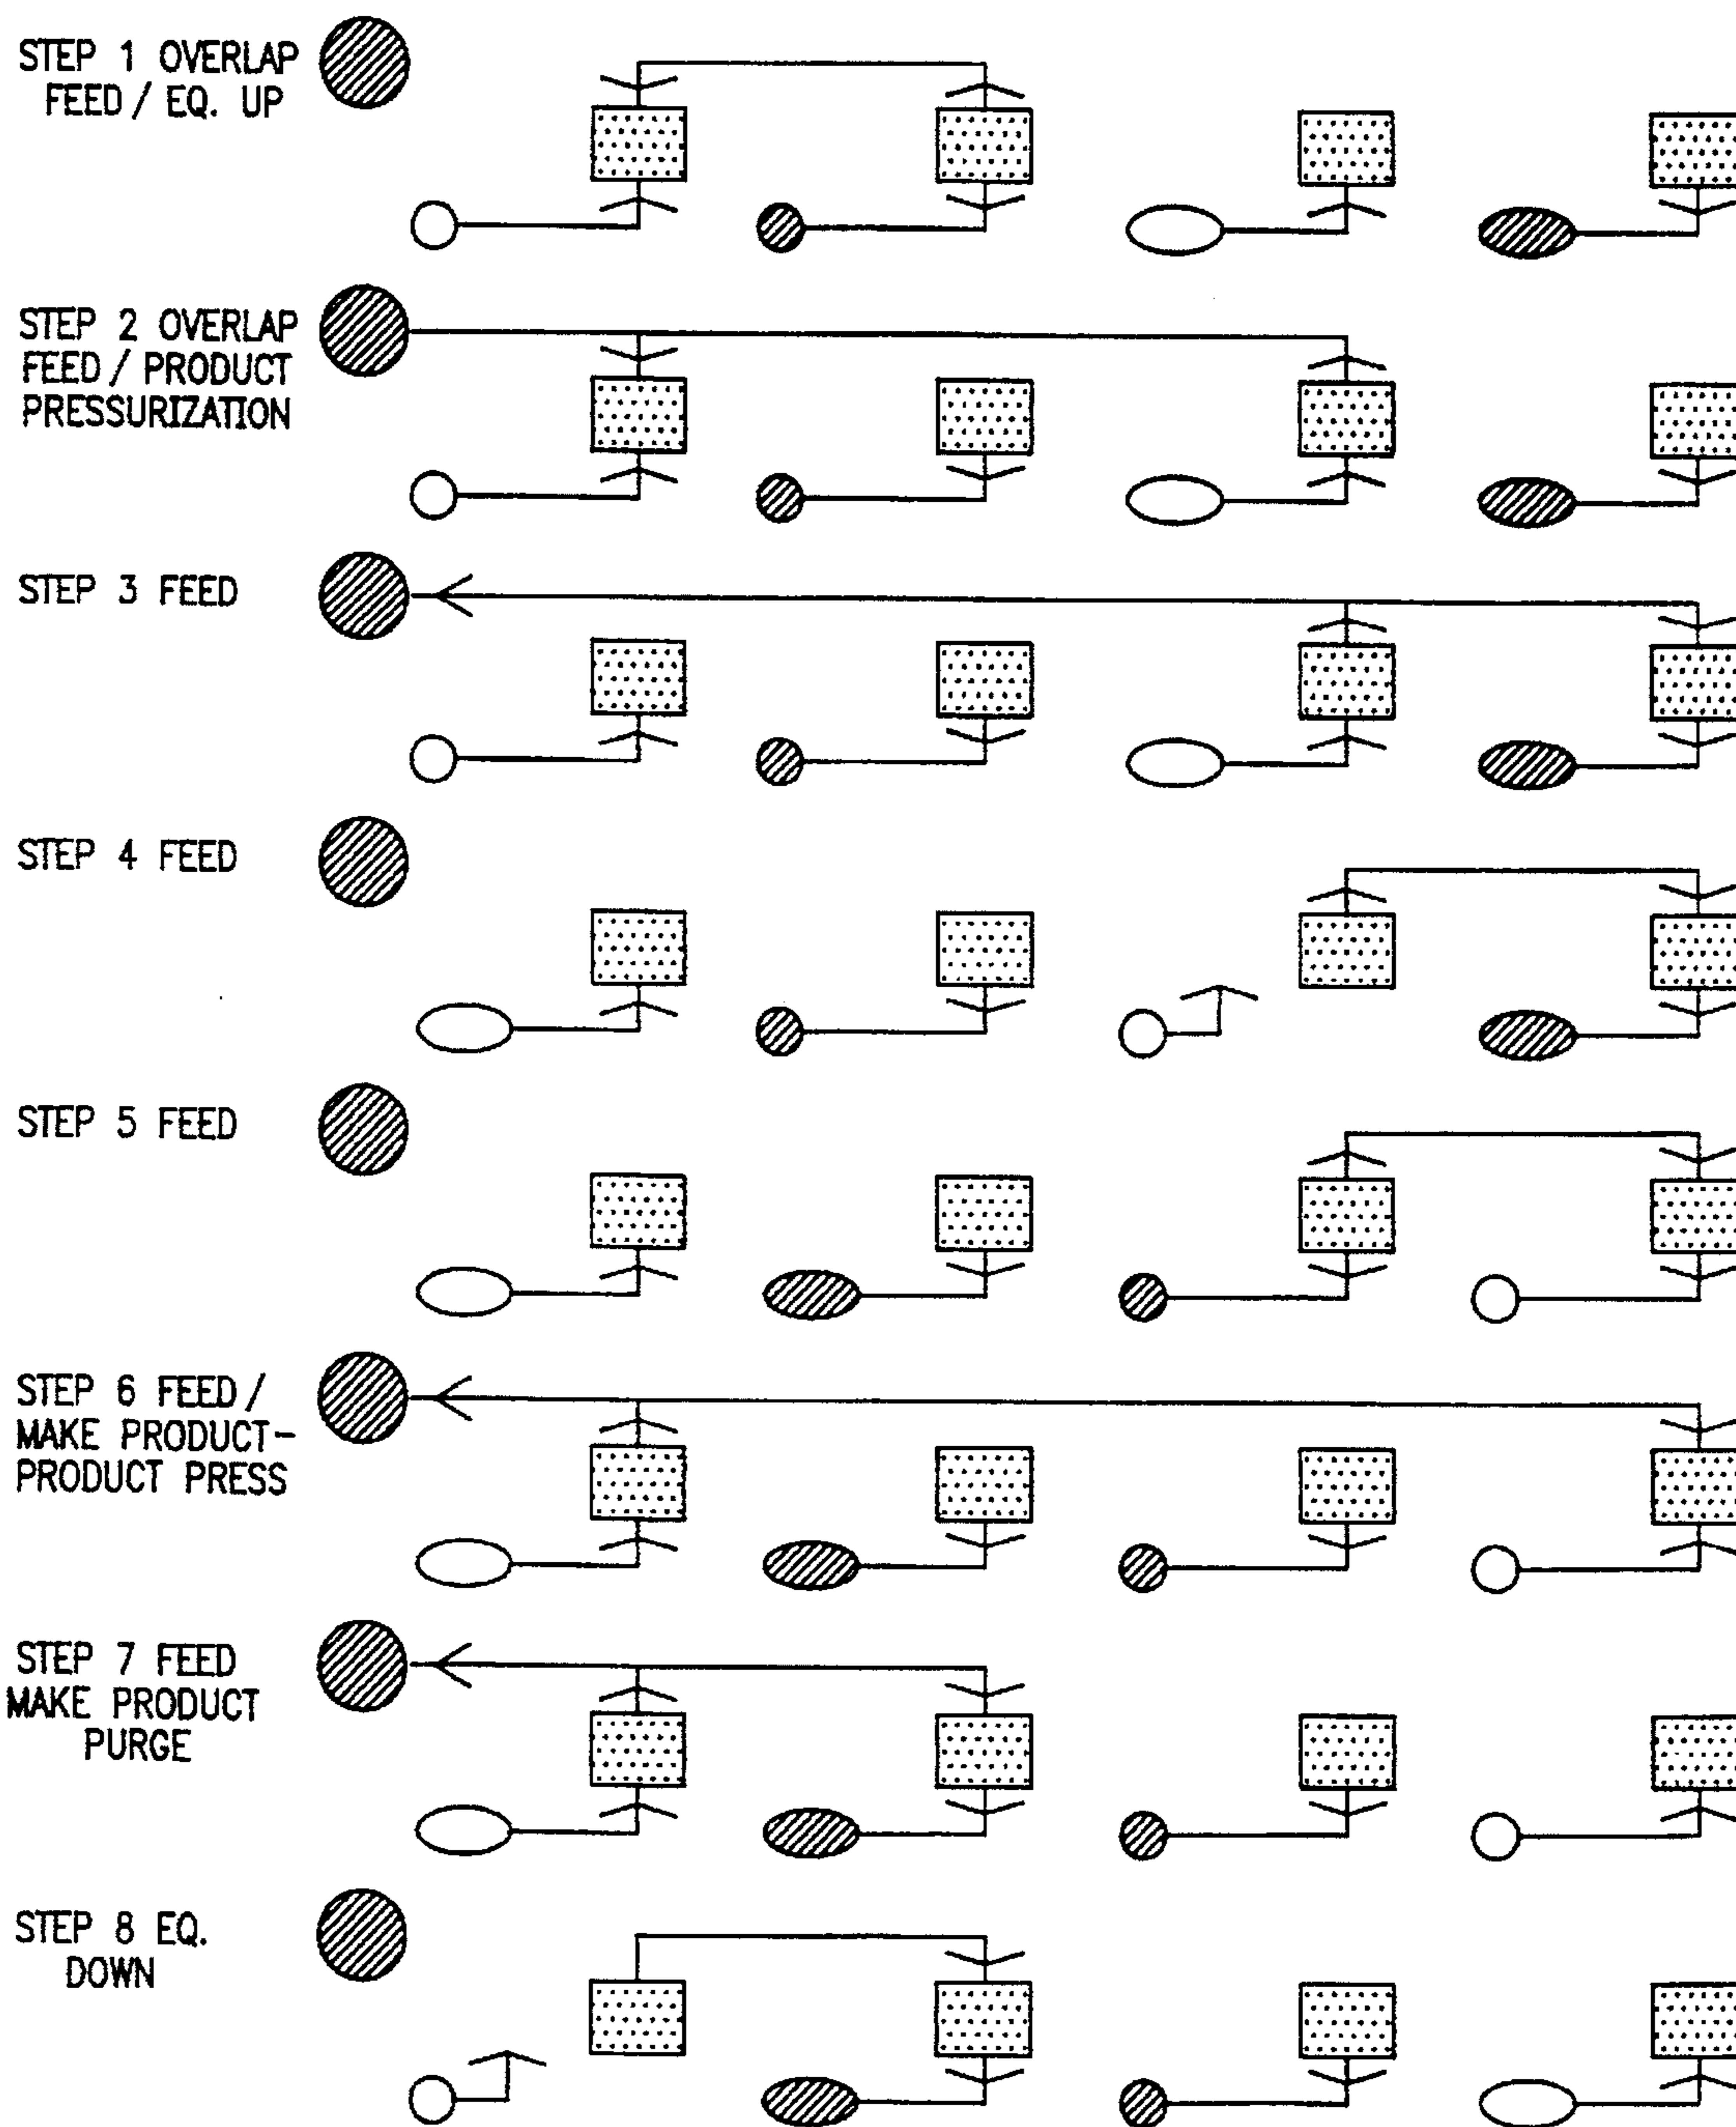 STEP 1 OVERLAP
FEED / EQ. UP
STEP 2 OVERLAP
FEED / PRODUCT
PRESSURIZATION
STEP 3 FEED
STEP 4 FEED
STEP 5 FEED
STEP 6 FEED /
MAKE PRODUCT-
PRODUCT PRESS
STEP 7 FEED
MAKE PRODUCT
PURGE
STEP 8 EQ.
DOWN